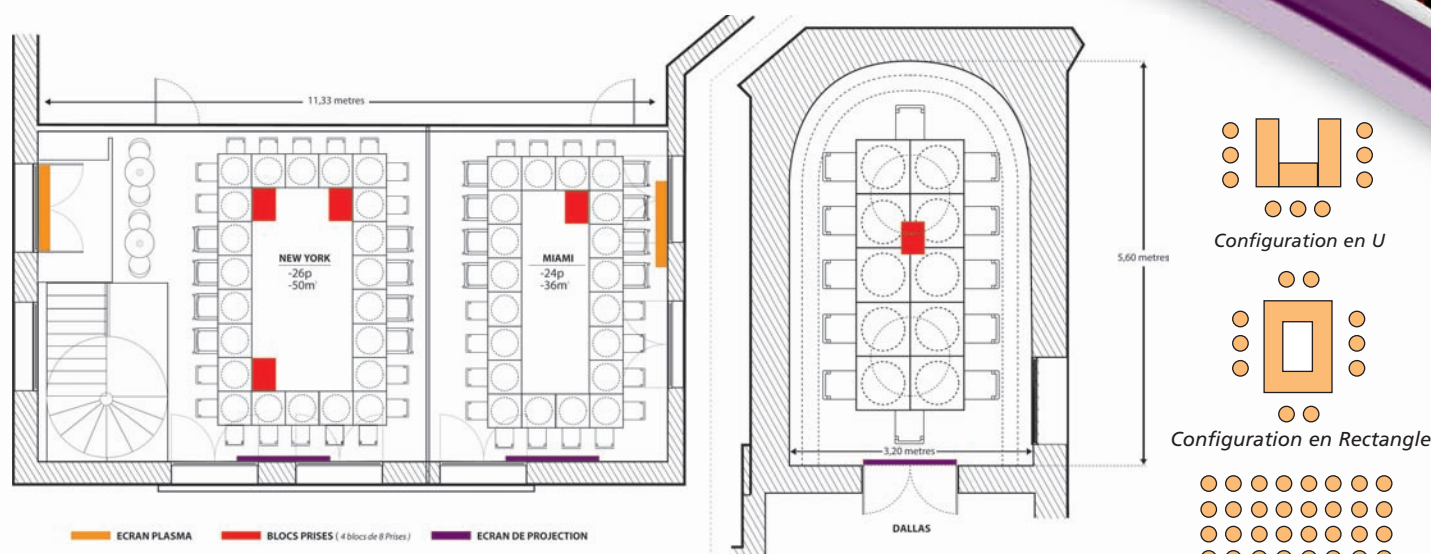 11,33 metres
NEW YORK
-26p
-50m²
MIAMI
-24p
-36m²
5,60 metres
3,20 metres
DALLAS
ECRAN PLASMA
BLOCS PRISES ( 4 blocs de 8 Prises )
ECRAN DE PROJECTION
Configuration en U
Configuration en Rectangle